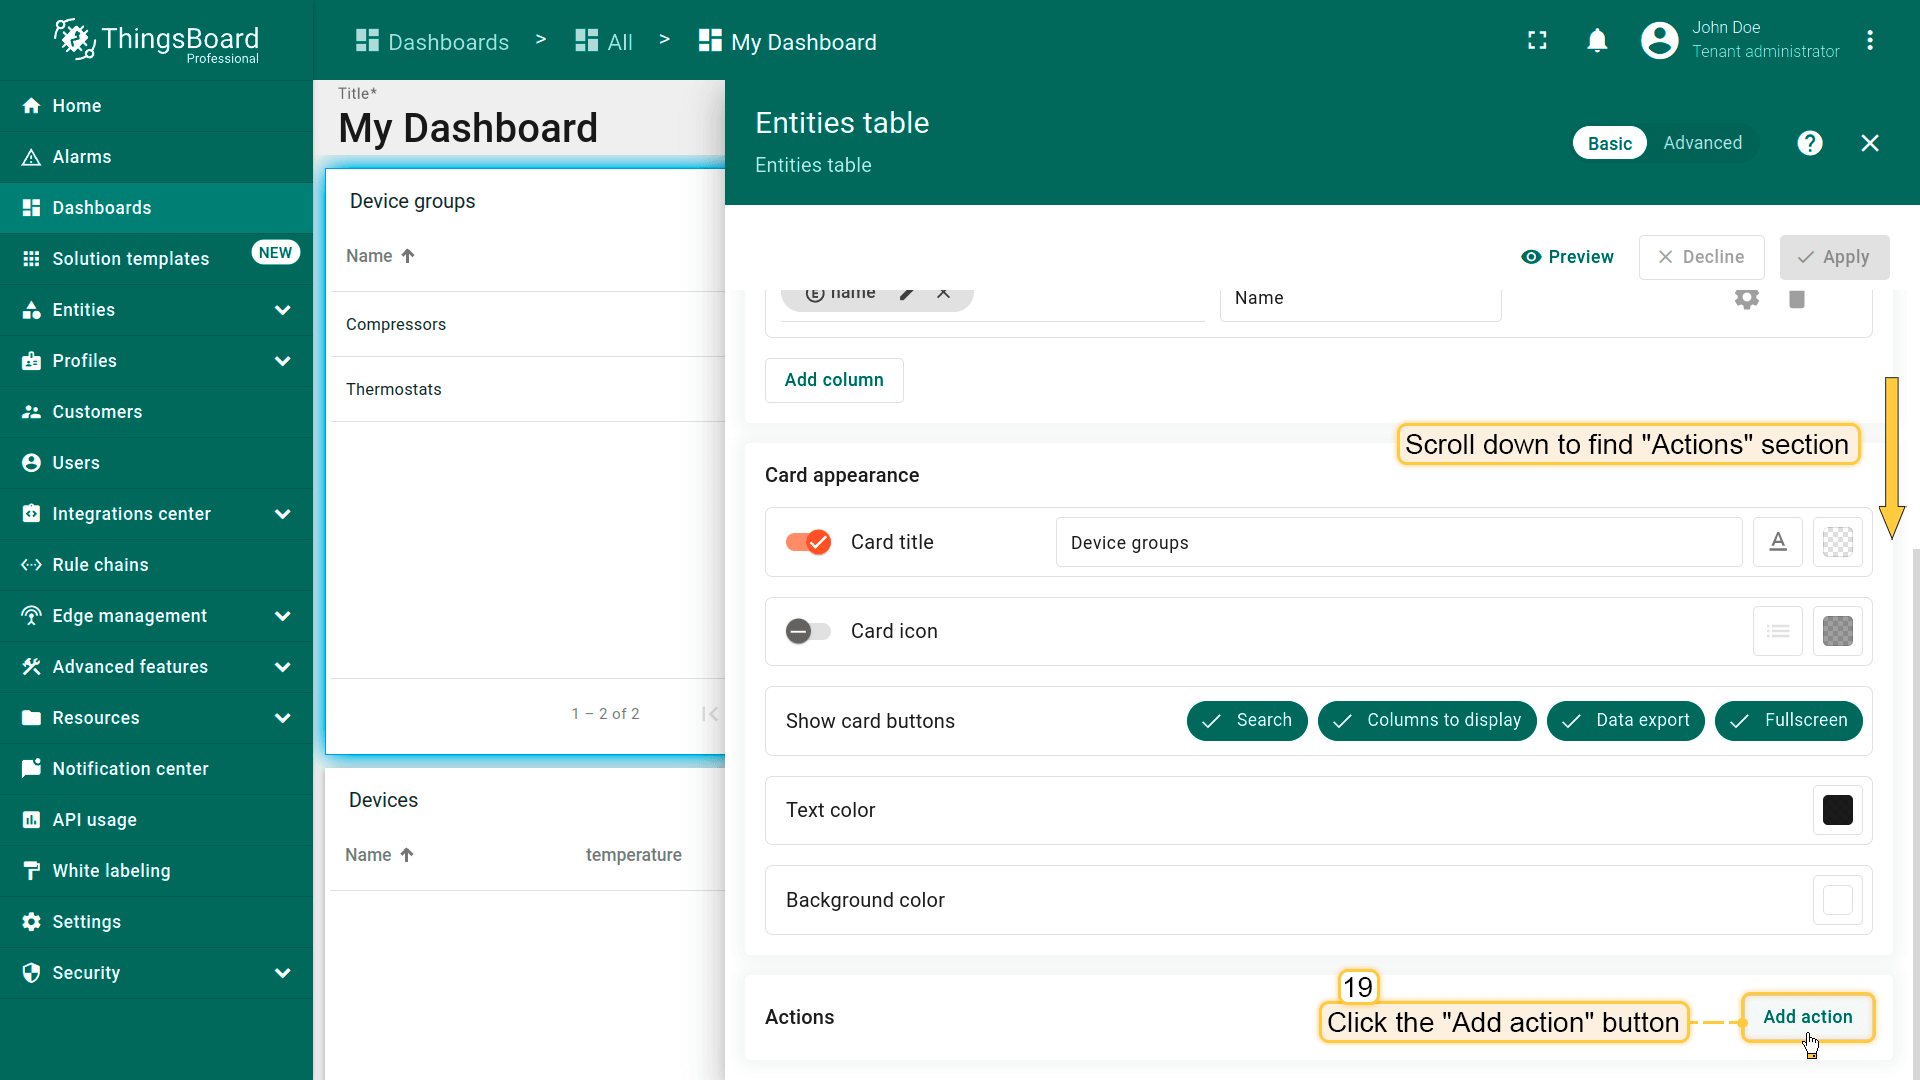 ThingsBoard
Professional
Dashboards > All > My Dashboard
John Doe
Tenant administrator
Home
Alarms
Dashboards
Solution templates NEW
Entities
Profiles
Customers
Users
Integrations center
Rule chains
Edge management
Advanced features
Resources
Notification center
API usage
White labeling
Settings
Security
Title*
My Dashboard
Device groups
Name
Compressors
Thermostats
1 – 2 of 2
Devices
Name temperature
Entities table
Entities table
Basic Advanced
Preview Decline Apply
name Name
Add column
Scroll down to find "Actions" section
Card appearance
Card title Device groups
Card icon
Show card buttons Search Columns to display Data export Fullscreen
Text color
Background color
19
Actions Click the "Add action" button Add action